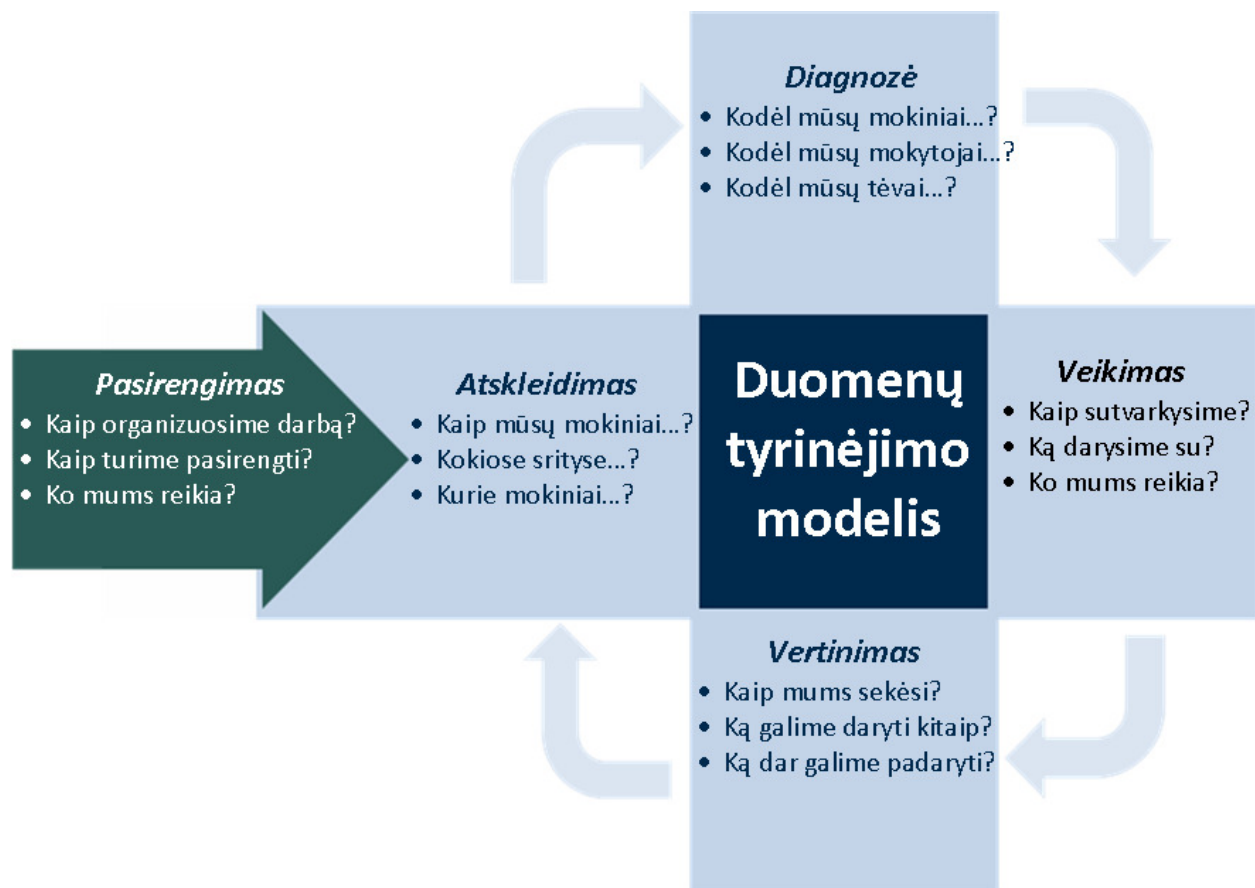 Diagnozė
• Kodėl mūsų mokiniai...?
• Kodėl mūsų mokytojai...?
• Kodėl mūsų tėvai...?
Pasirengimas
• Kaip organizuosime darbą?
• Kaip turime pasirengti?
• Ko mums reikia?
Atskleidimas
• Kaip mūsų mokiniai...?
• Kokiose srityse...?
• Kurie mokiniai...?
Duomenų
tyrinėjimo
modelis
Veikimas
• Kaip sutvarkysime?
• Ką darysime su?
• Ko mums reikia?
Vertinimas
• Kaip mums sekėsi?
• Ką galime daryti kitaip?
• Ką dar galime padaryti?